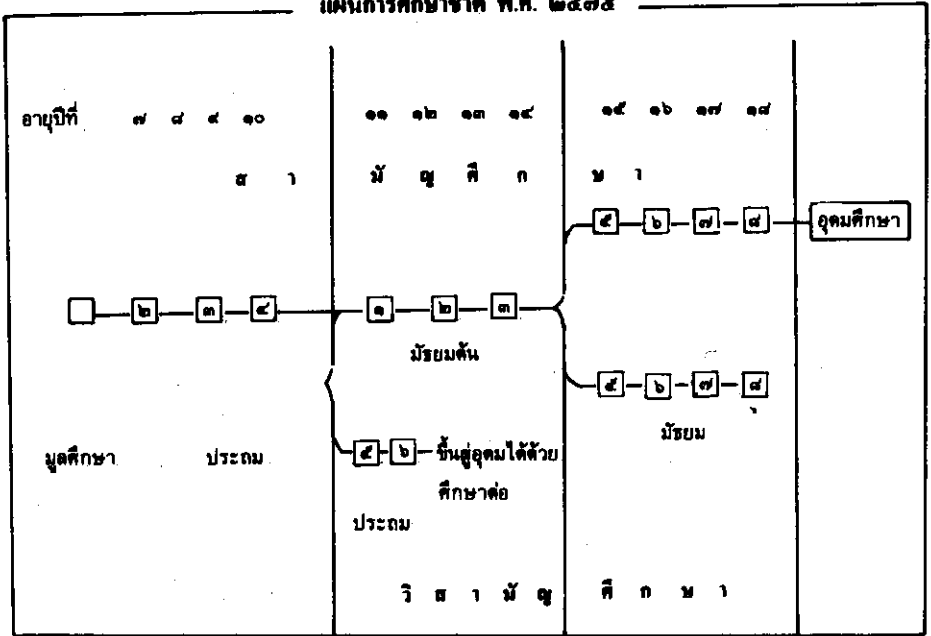 แผนการศึกษาชาติ พ.ศ. ๒๔๗๕
อายุปีที่ ๗ ๘ ๙ ๑๐ ๑๑ ๑๒ ๑๓ ๑๔ ๑๕ ๑๖ ๑๗ ๑๘
ส า มั ญ ศึ ก ษ า
๕ ๖ ๗ ๘ อุดมศึกษา
๒ ๓ ๔ ๑ ๒ ๓
มัธยมต้น
๕ ๖ ๗ ๘
มัธยม
มูลศึกษา ประถม ๕ ๖ ขึ้นสู่อุดมได้ด้วย
ศึกษาต่อ
ประถม
วิ ส า มั ญ ศึ ก ษ า